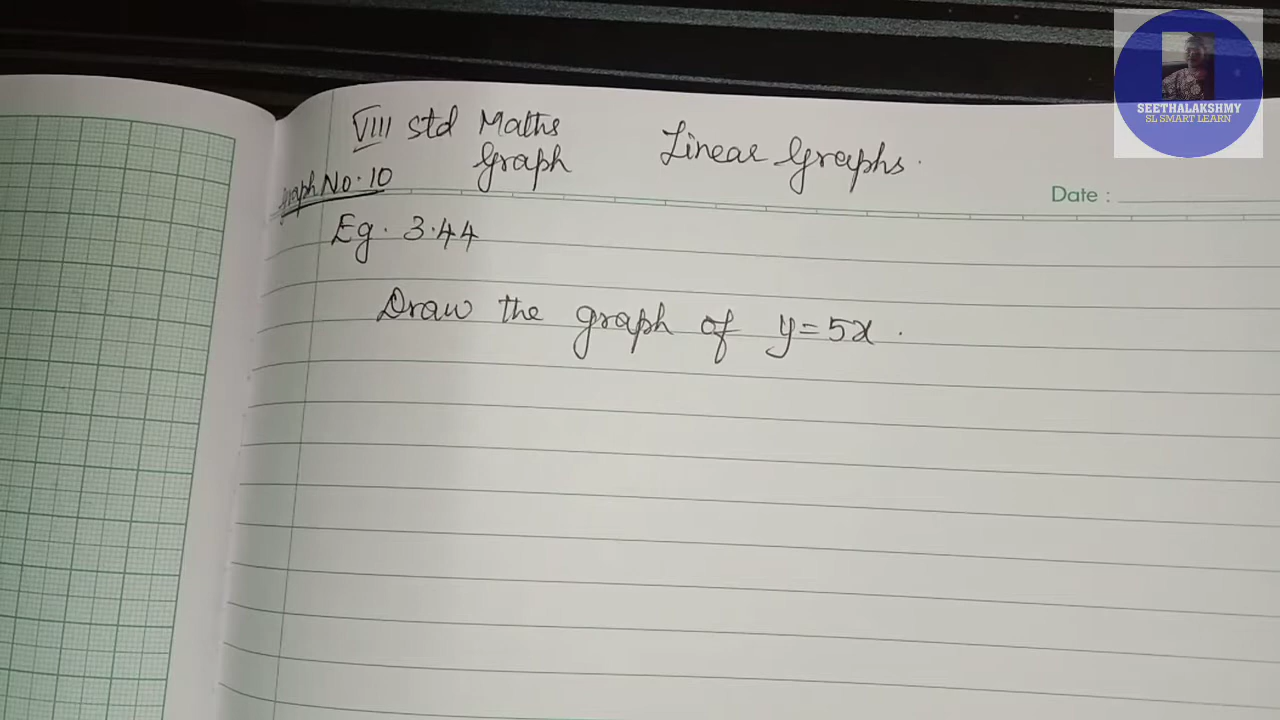 VIII std Maths
Graph
Linear Graphs.
Graph No. 10
Date :
Eg. 3.44
Draw the graph of y=5x.
SEETHALAKSHMY
SL SMART LEARN